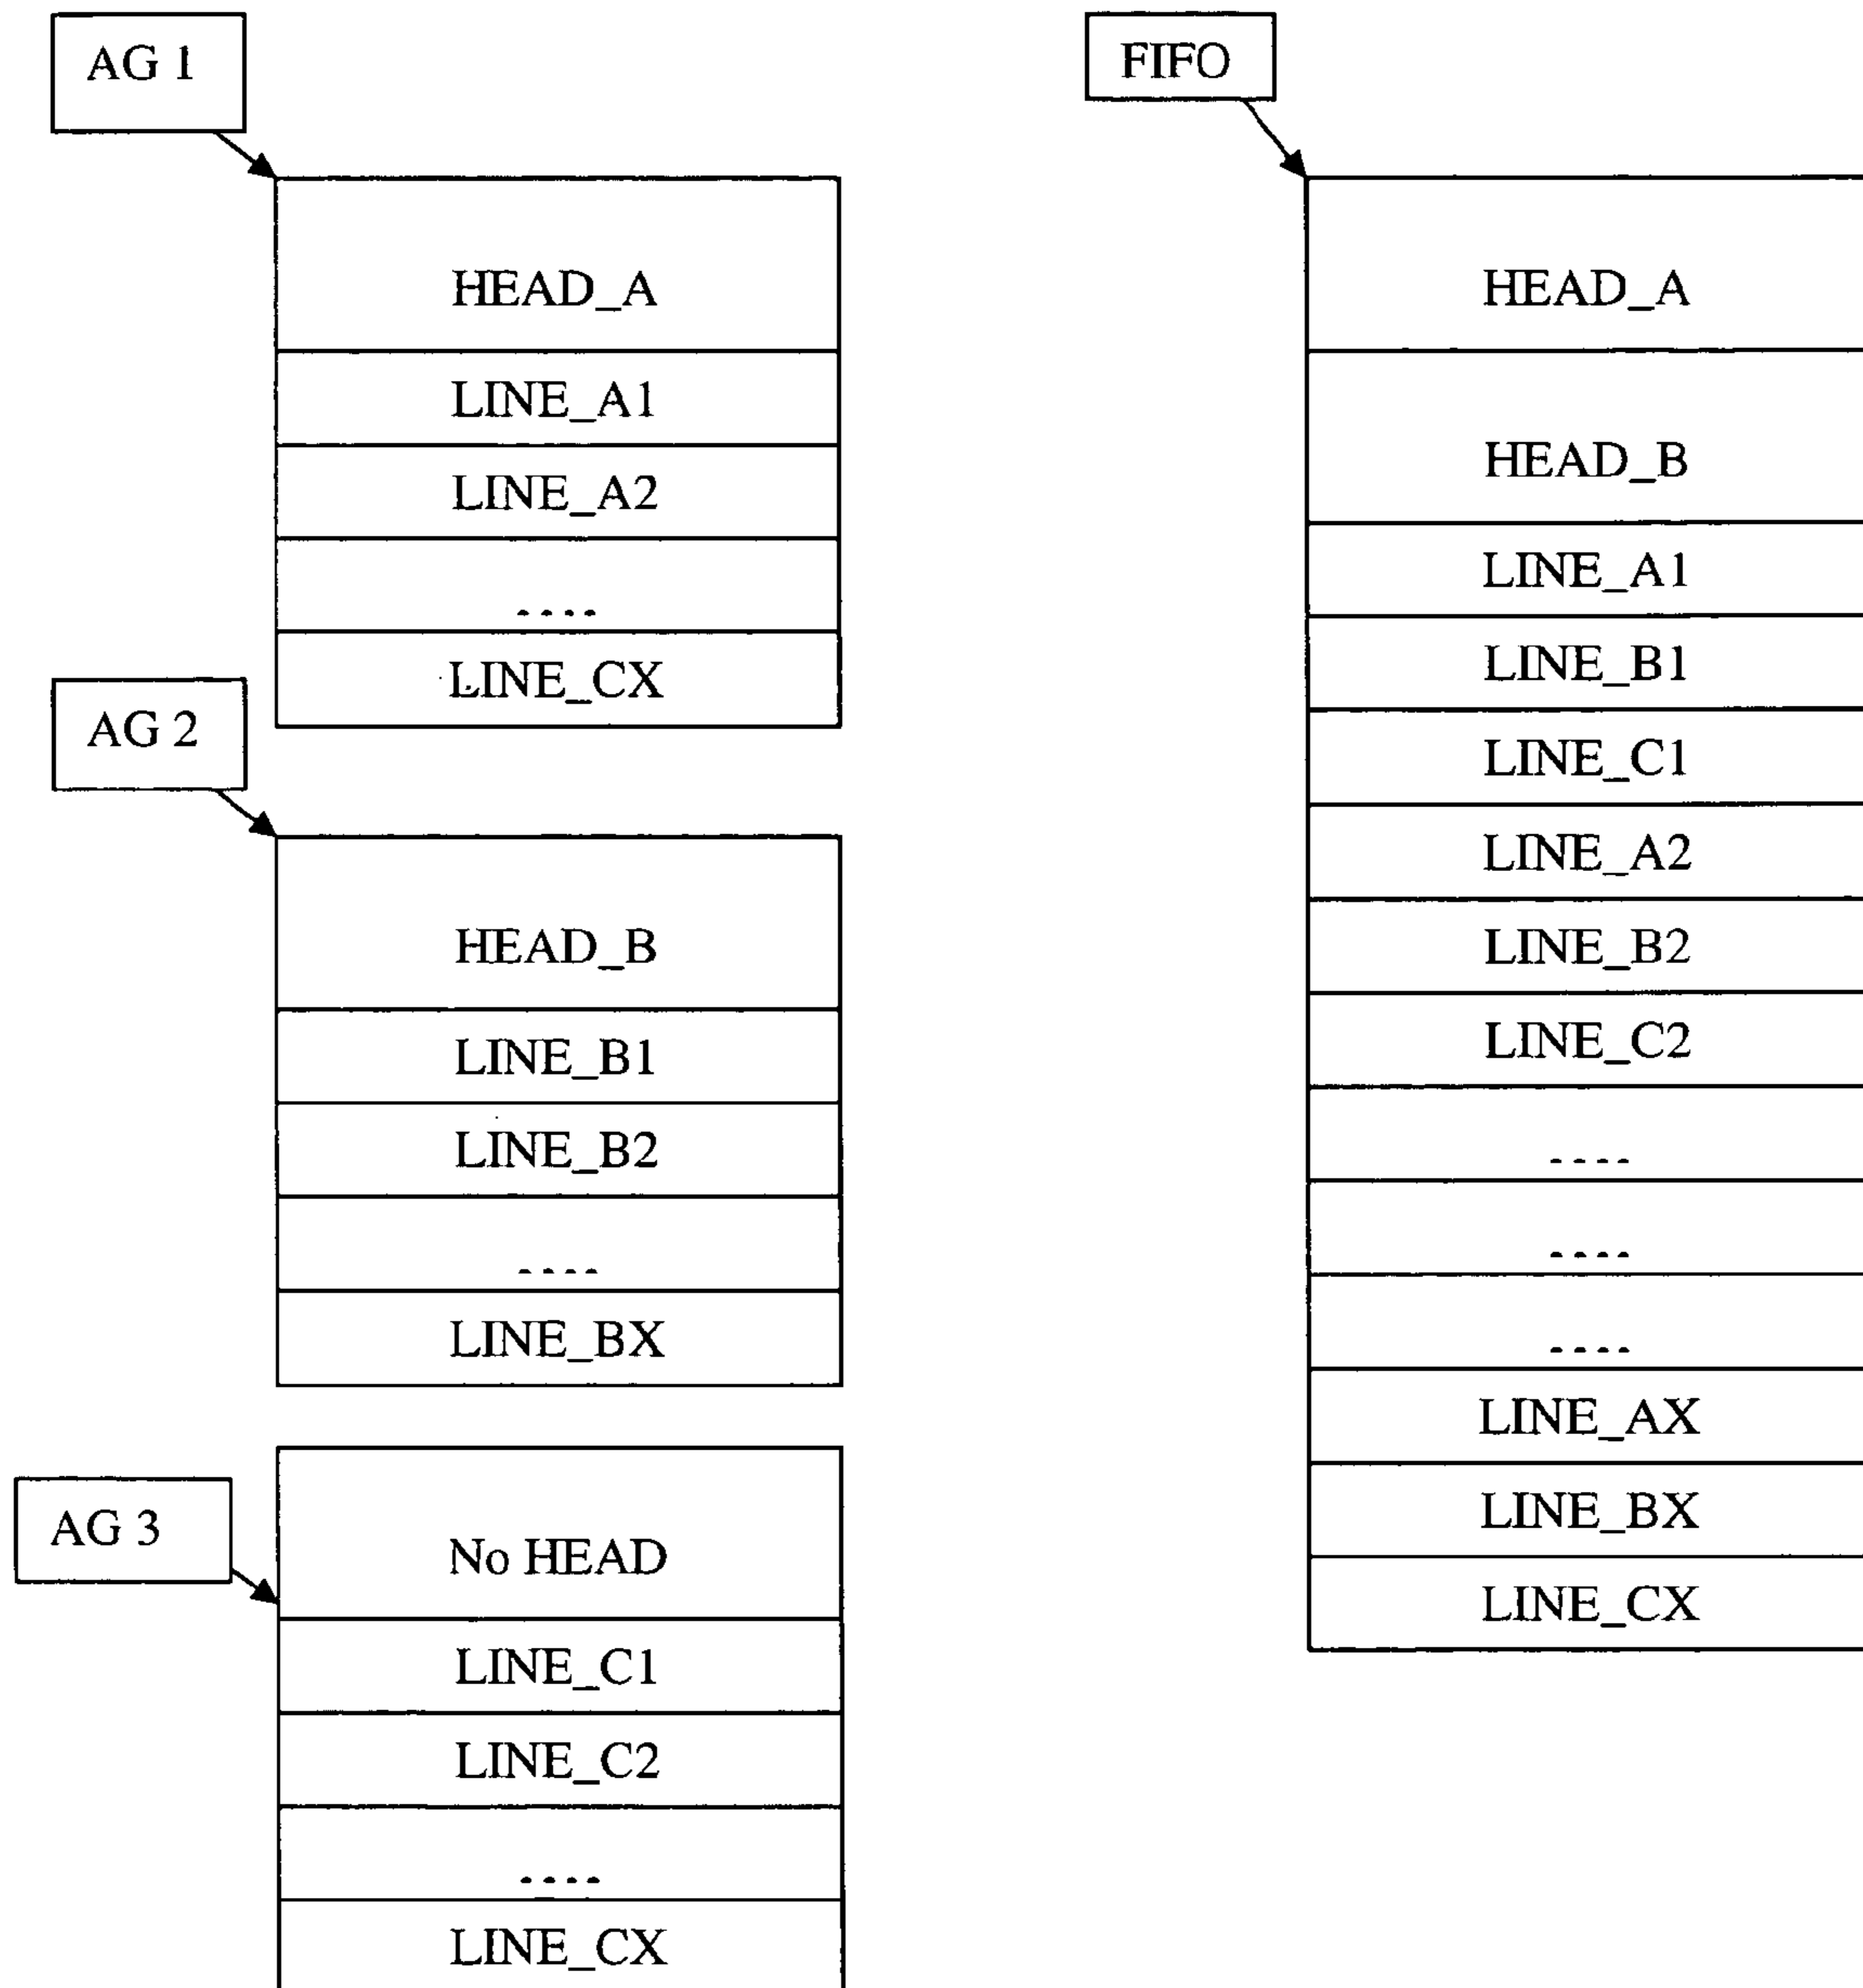 AG 1
HEAD_A
LINE_A1
LINE_A2
....
LINE_CX
AG 2
HEAD_B
LINE_B1
LINE_B2
....
LINE_BX
AG 3
No HEAD
LINE_C1
LINE_C2
....
LINE_CX
FIFO
HEAD_A
HEAD_B
LINE_A1
LINE_B1
LINE_C1
LINE_A2
LINE_B2
LINE_C2
....
....
....
LINE_AX
LINE_BX
LINE_CX